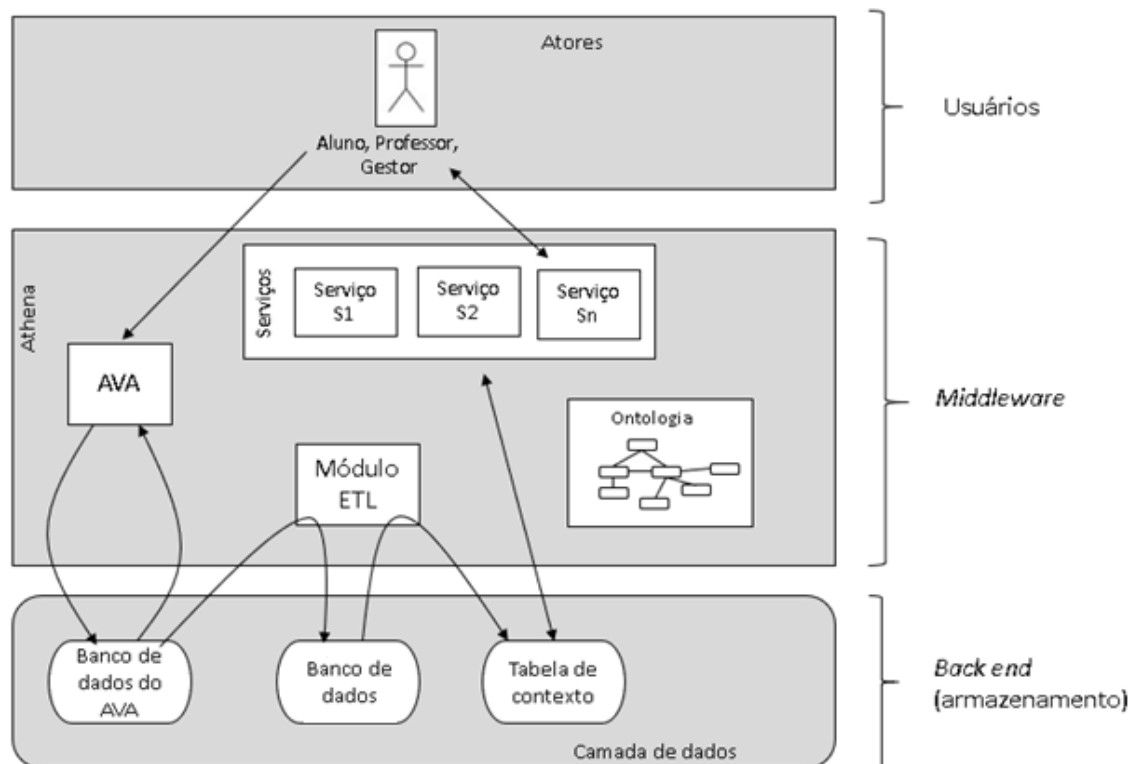 Atores
Aluno, Professor,
Gestor
Usuários
Athena
Serviços
Serviço
S1
Serviço
S2
Serviço
Sn
AVA
Módulo
ETL
Ontologia
Middleware
Banco de
dados do
AVA
Banco de
dados
Tabela de
contexto
Camada de dados
Back end
(armazenamento)